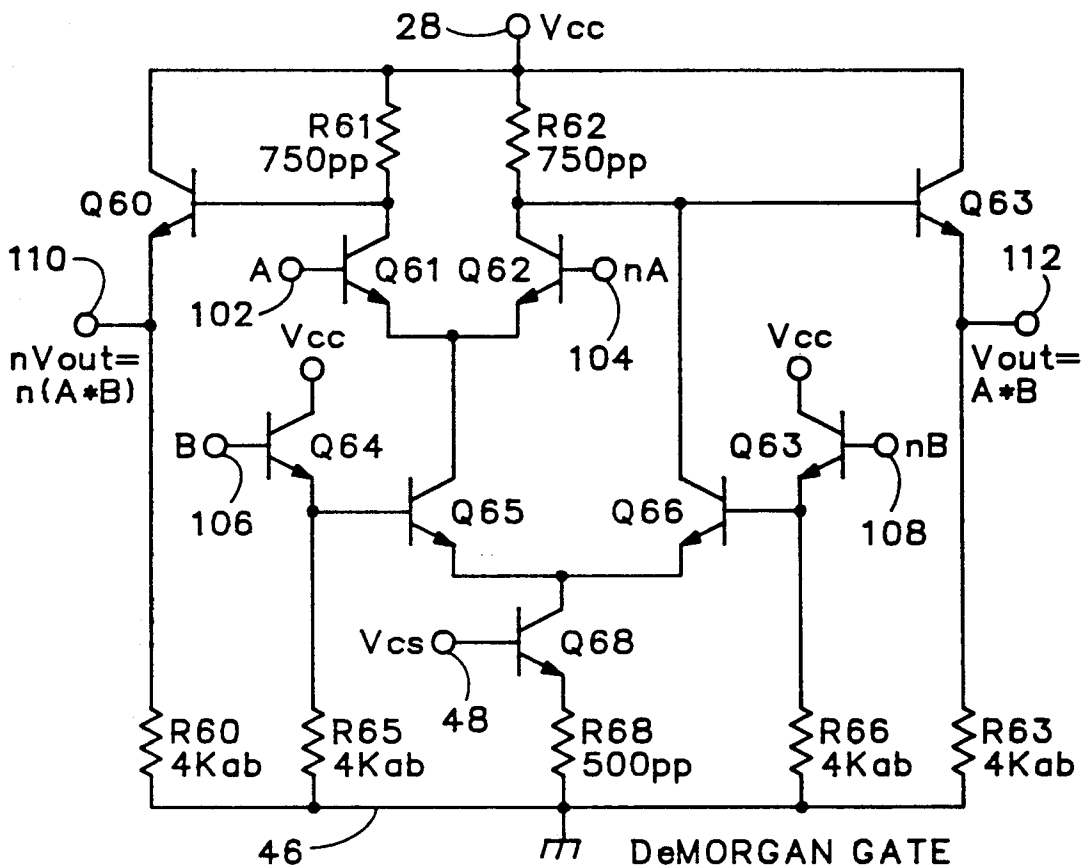 28 Vcc
R61 R62
750pp 750pp
Q60 Q63
110 A Q61 Q62 nA 112
102 104
nVout= Vcc Vcc Vout=
n(A*B) A*B
B Q64 Q63 nB
106 Q65 Q66 108
Vcs Q68
48
R60 R65 R68 R66 R63
4Kab 4Kab 500pp 4Kab 4Kab
46 DeMORGAN GATE